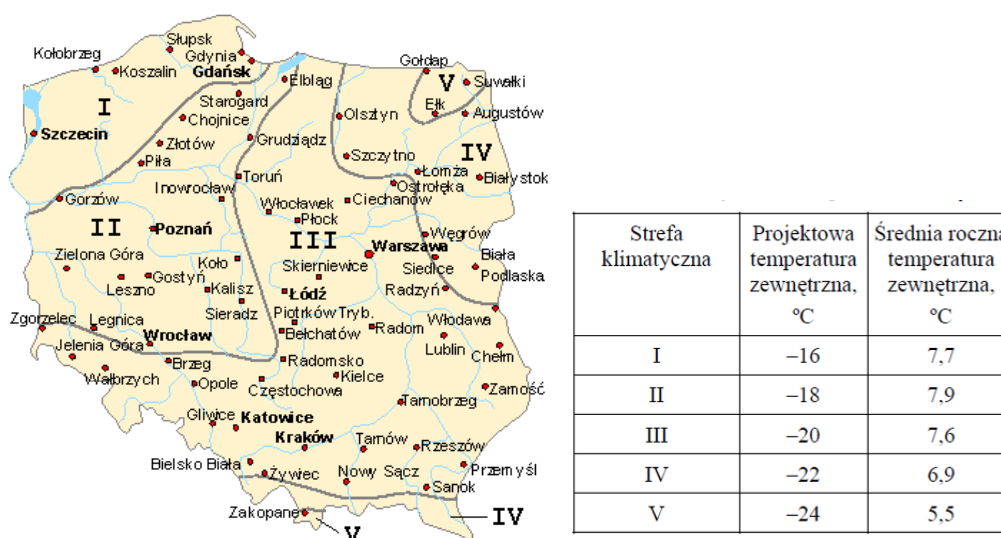 Słupsk
Kołobrzeg
Gdynia
Koszalin
Gdańsk
Elbląg
Gołdap
V
Suwałki
I
Starogard
Ełk
Augustów
Chojnice
Olsztyn
Szczecin
Złotów
Grudziądz
IV
Piła
Szczytno
Łomża
Białystok
Toruń
Inowrocław
Ostrołęka
Gorzów
Włocławek
Ciechanów
II
Płock
Poznań
III
Węgrów
Warszawa
Zielona Góra
Koło
Skierniewice
Siedlce
Biała
Podlaska
Gostyń
Leszno
Kalisz
Łódź
Radzyń
Sieradz
Zgorzelec
Legnica
Piotrków Tryb.
Włodawa
Wrocław
Bełchatów
Radom
Jelenia Góra
Lublin
Chełm
Brzeg
Radomsko
Wałbrzych
Opole
Kielce
Częstochowa
Zamość
Tarnobrzeg
Gliwice
Katowice
Kraków
Tarnów
Rzeszów
Bielsko Biała
Żywiec
Nowy Sącz
Przemyśl
Sanok
Zakopane
V
IV
Strefa
klimatyczna
Projektowa
temperatura
zewnętrzna,
ºC
Średnia roczna
temperatura
zewnętrzna,
ºC
I –16 7,7
II –18 7,9
III –20 7,6
IV –22 6,9
V –24 5,5